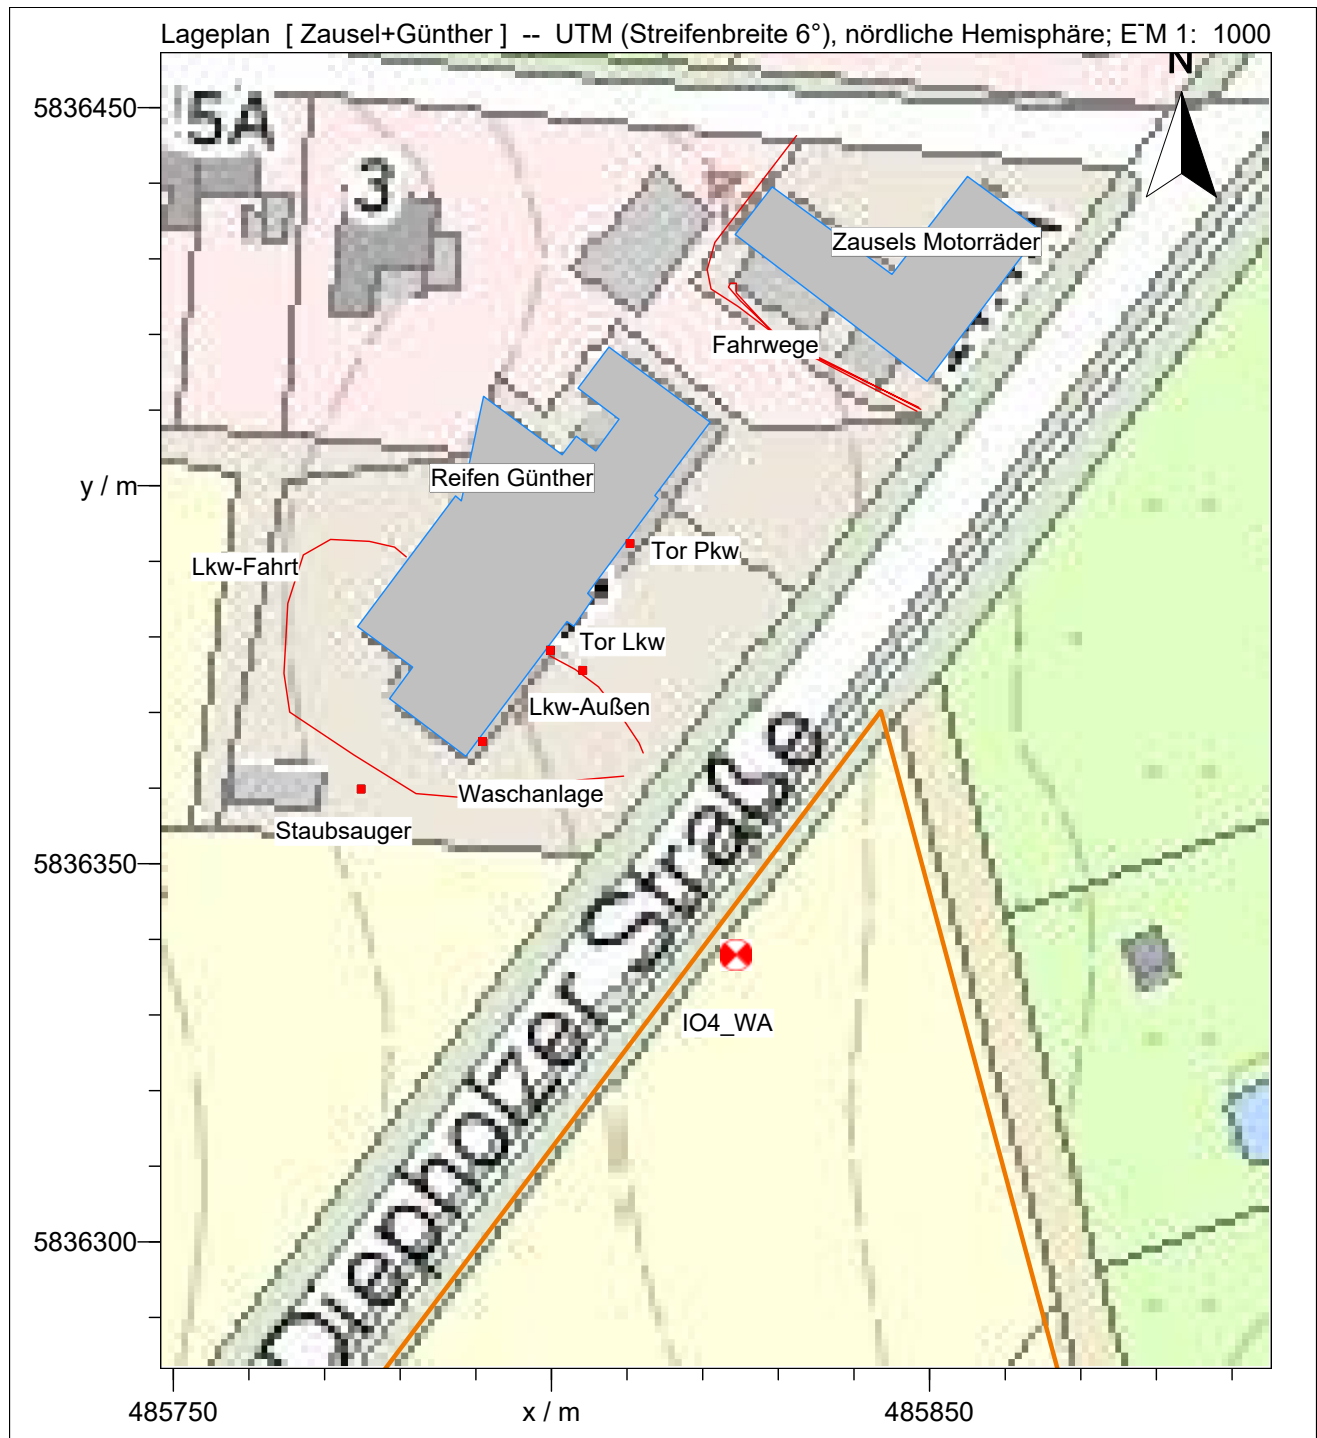 Lageplan [ Zausel+Günther ] -- UTM (Streifenbreite 6°), nördliche Hemisphäre; E¯M 1: 1000
N
5836450
5A
3
Zausels Motorräder
Fahrwege
y / m
Reifen Günther
Tor Pkw
Lkw-Fahrt
Tor Lkw
Lkw-Außen
Waschanlage
Staubsauger
5836350
Diepholzer Straße
IO4_WA
5836300
485750
x / m
485850